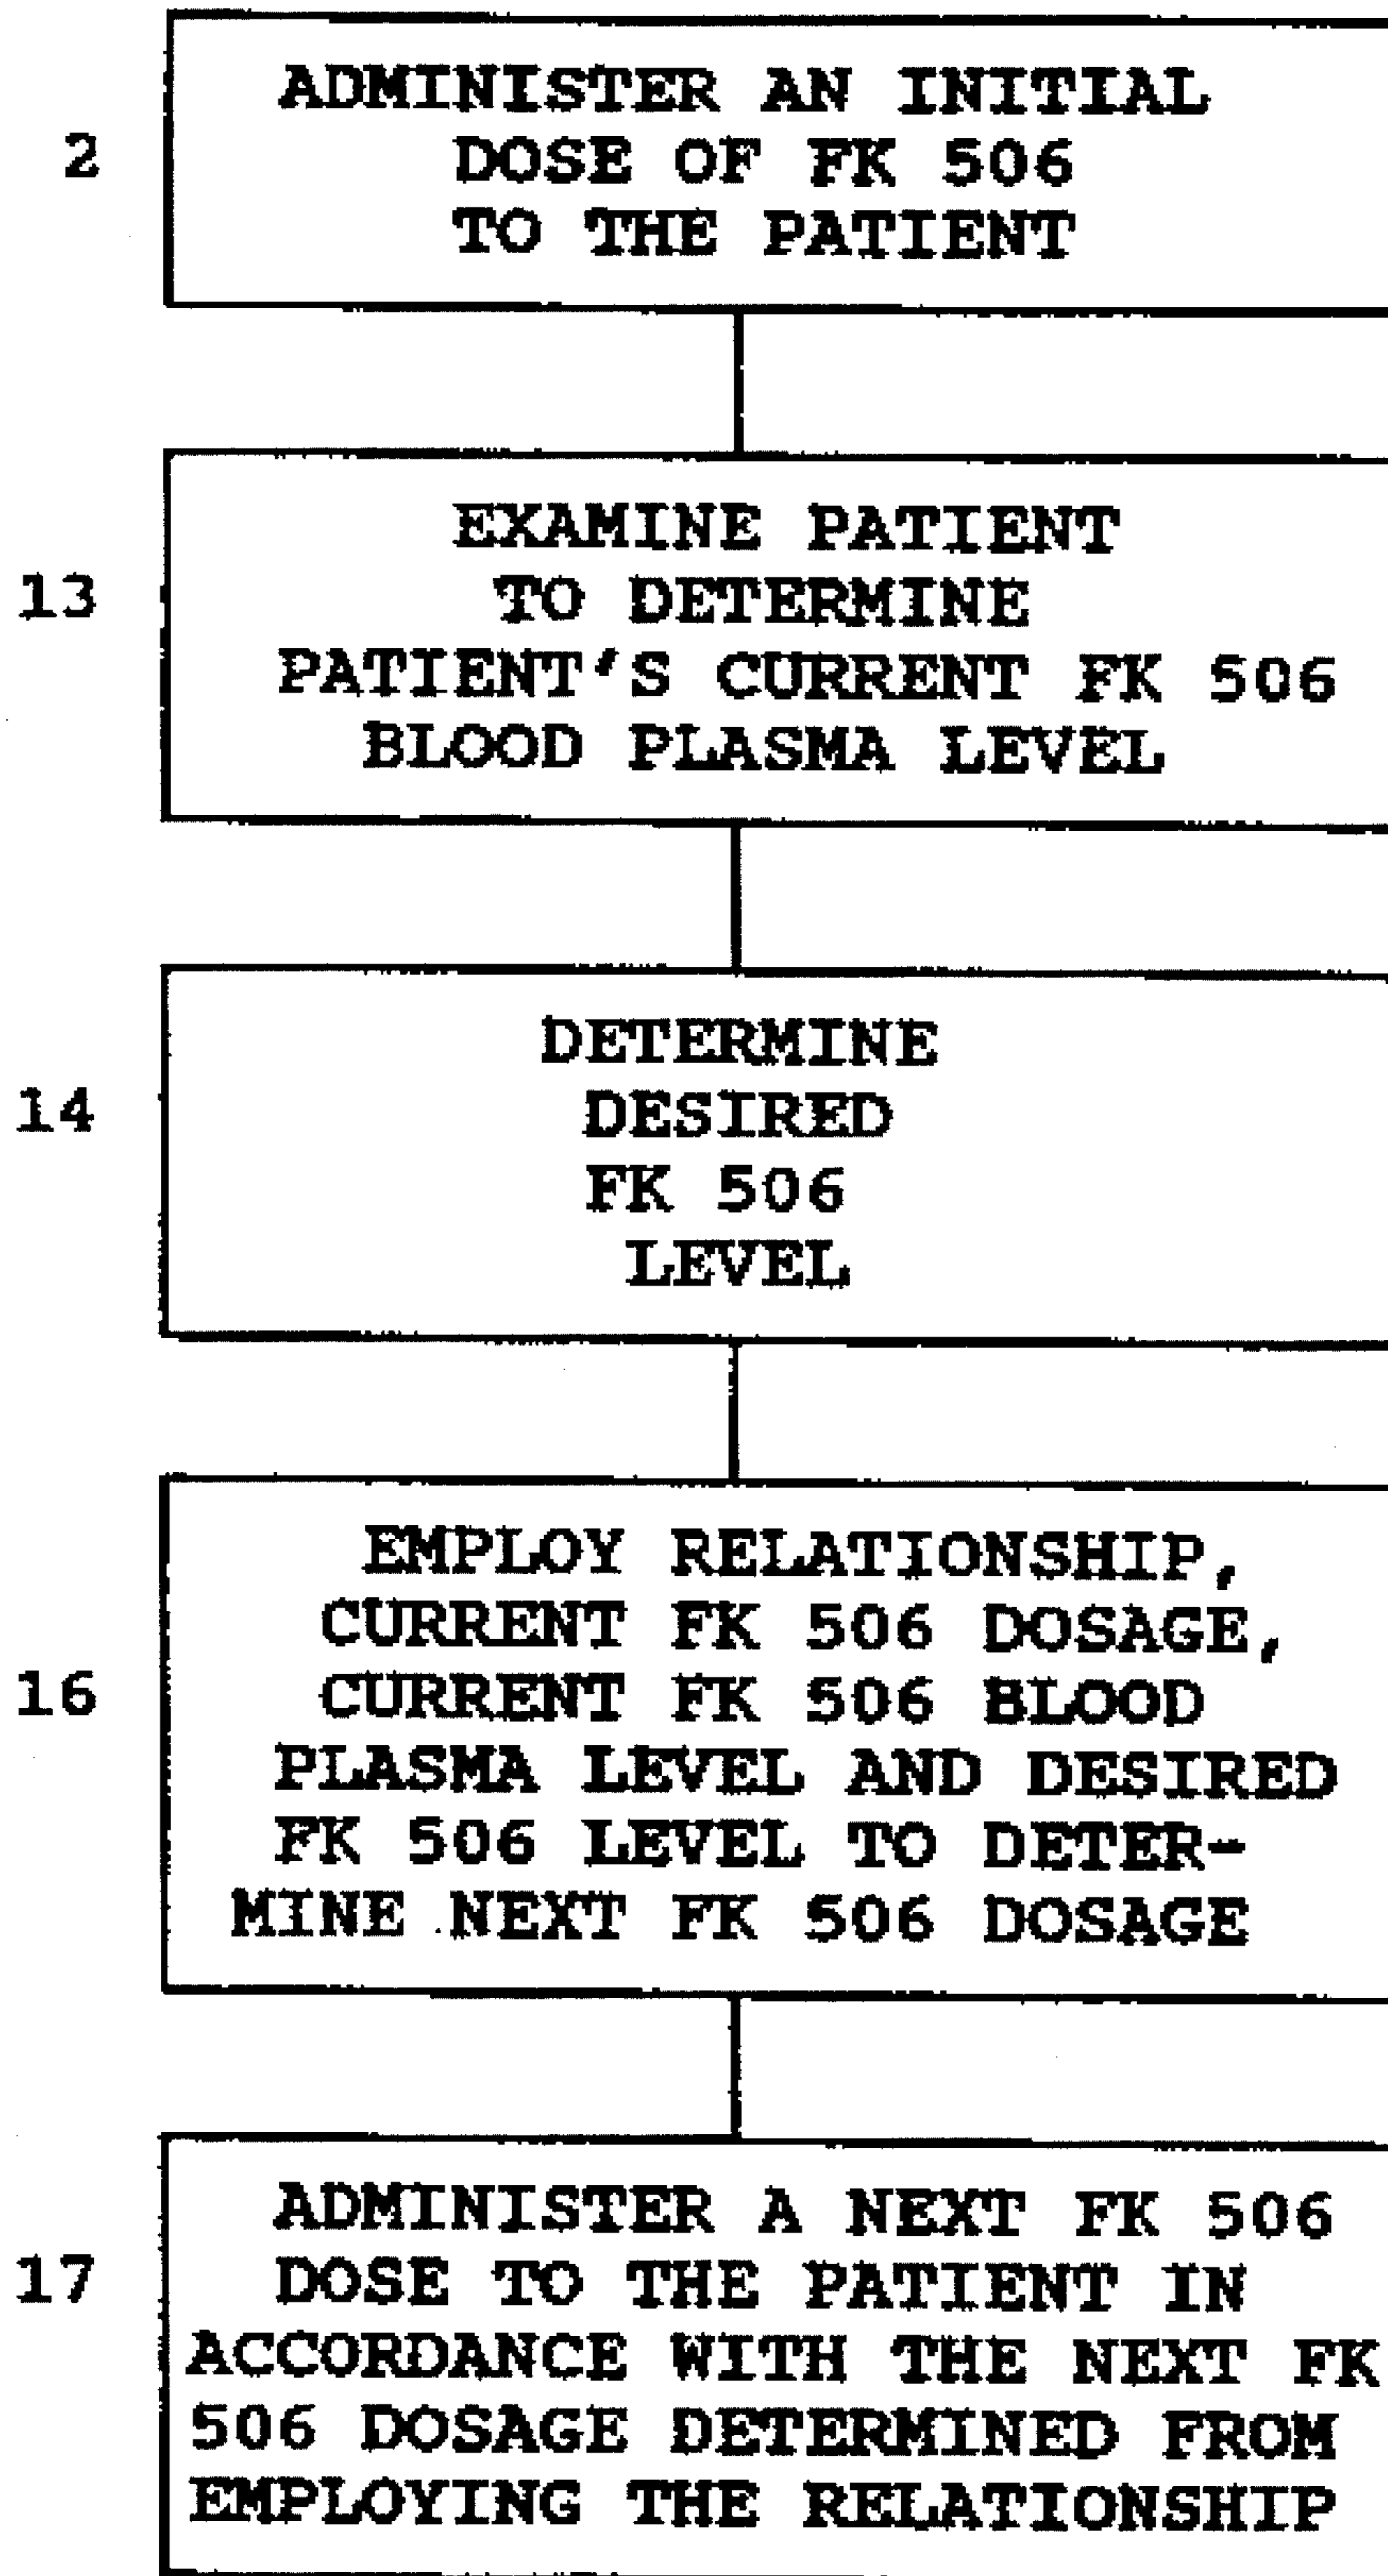 ADMINISTER AN INITIAL
2
DOSE OF FK 506
TO THE PATIENT
EXAMINE PATIENT
13
TO DETERMINE
PATIENT'S CURRENT FK 506
BLOOD PLASMA LEVEL
DETERMINE
14
DESIRED
FK 506
LEVEL
EMPLOY RELATIONSHIP,
CURRENT FK 506 DOSAGE,
16
CURRENT FK 506 BLOOD
PLASMA LEVEL AND DESIRED
FK 506 LEVEL TO DETER-
MINE NEXT FK 506 DOSAGE
ADMINISTER A NEXT FK 506
17
DOSE TO THE PATIENT IN
ACCORDANCE WITH THE NEXT FK
506 DOSAGE DETERMINED FROM
EMPLOYING THE RELATIONSHIP